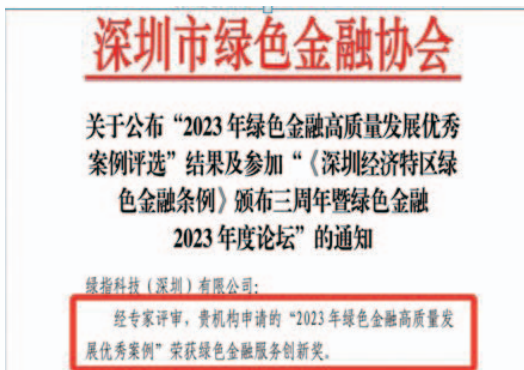 深圳市绿色金融协会
关于公布“2023年绿色金融高质量发展优秀
案例评选”结果及参加“《深圳经济特区绿
色金融条例》颁布三周年暨绿色金融
2023年度论坛”的通知
绿指科技（深圳）有限公司：
经专家评审，贵机构申请的“2023年绿色金融高质量发
展优秀案例”荣获绿色金融服务创新奖。